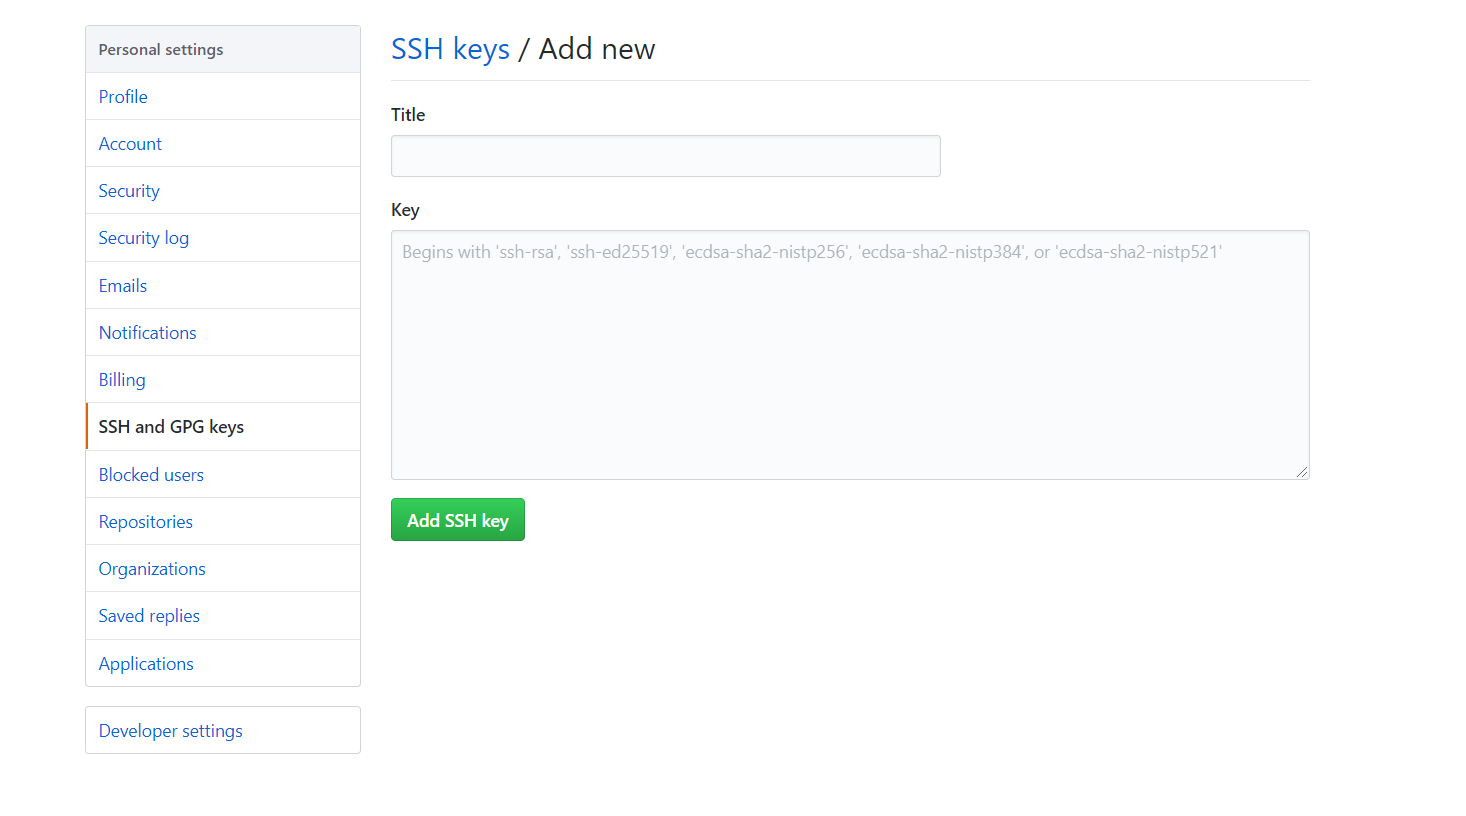 Personal settings
Profile
Account
Security
Security log
Emails
Notifications
Billing
SSH and GPG keys
Blocked users
Repositories
Organizations
Saved replies
Applications
Developer settings
SSH keys / Add new
Title
Key
Begins with 'ssh-rsa', 'ssh-ed25519', 'ecdsa-sha2-nistp256', 'ecdsa-sha2-nistp384', or 'ecdsa-sha2-nistp521'
Add SSH key